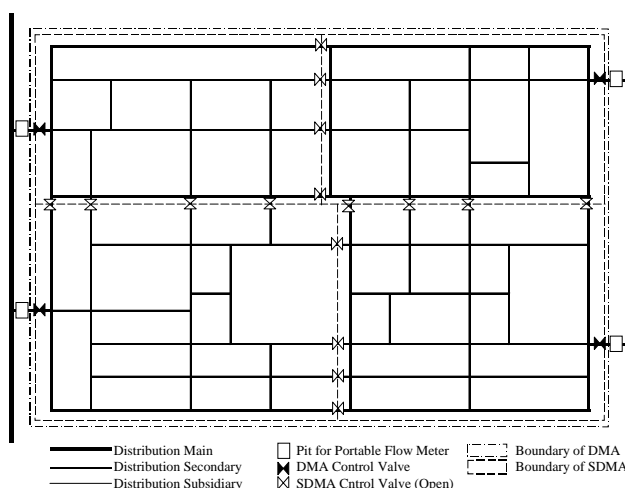 Distribution Main
Distribution Secondary
Distribution Subsidiary
Pit for Portable Flow Meter
DMA Control Valve
SDMA Cntrol Valve (Open)
Boundary of DMA
Boundary of SDMA